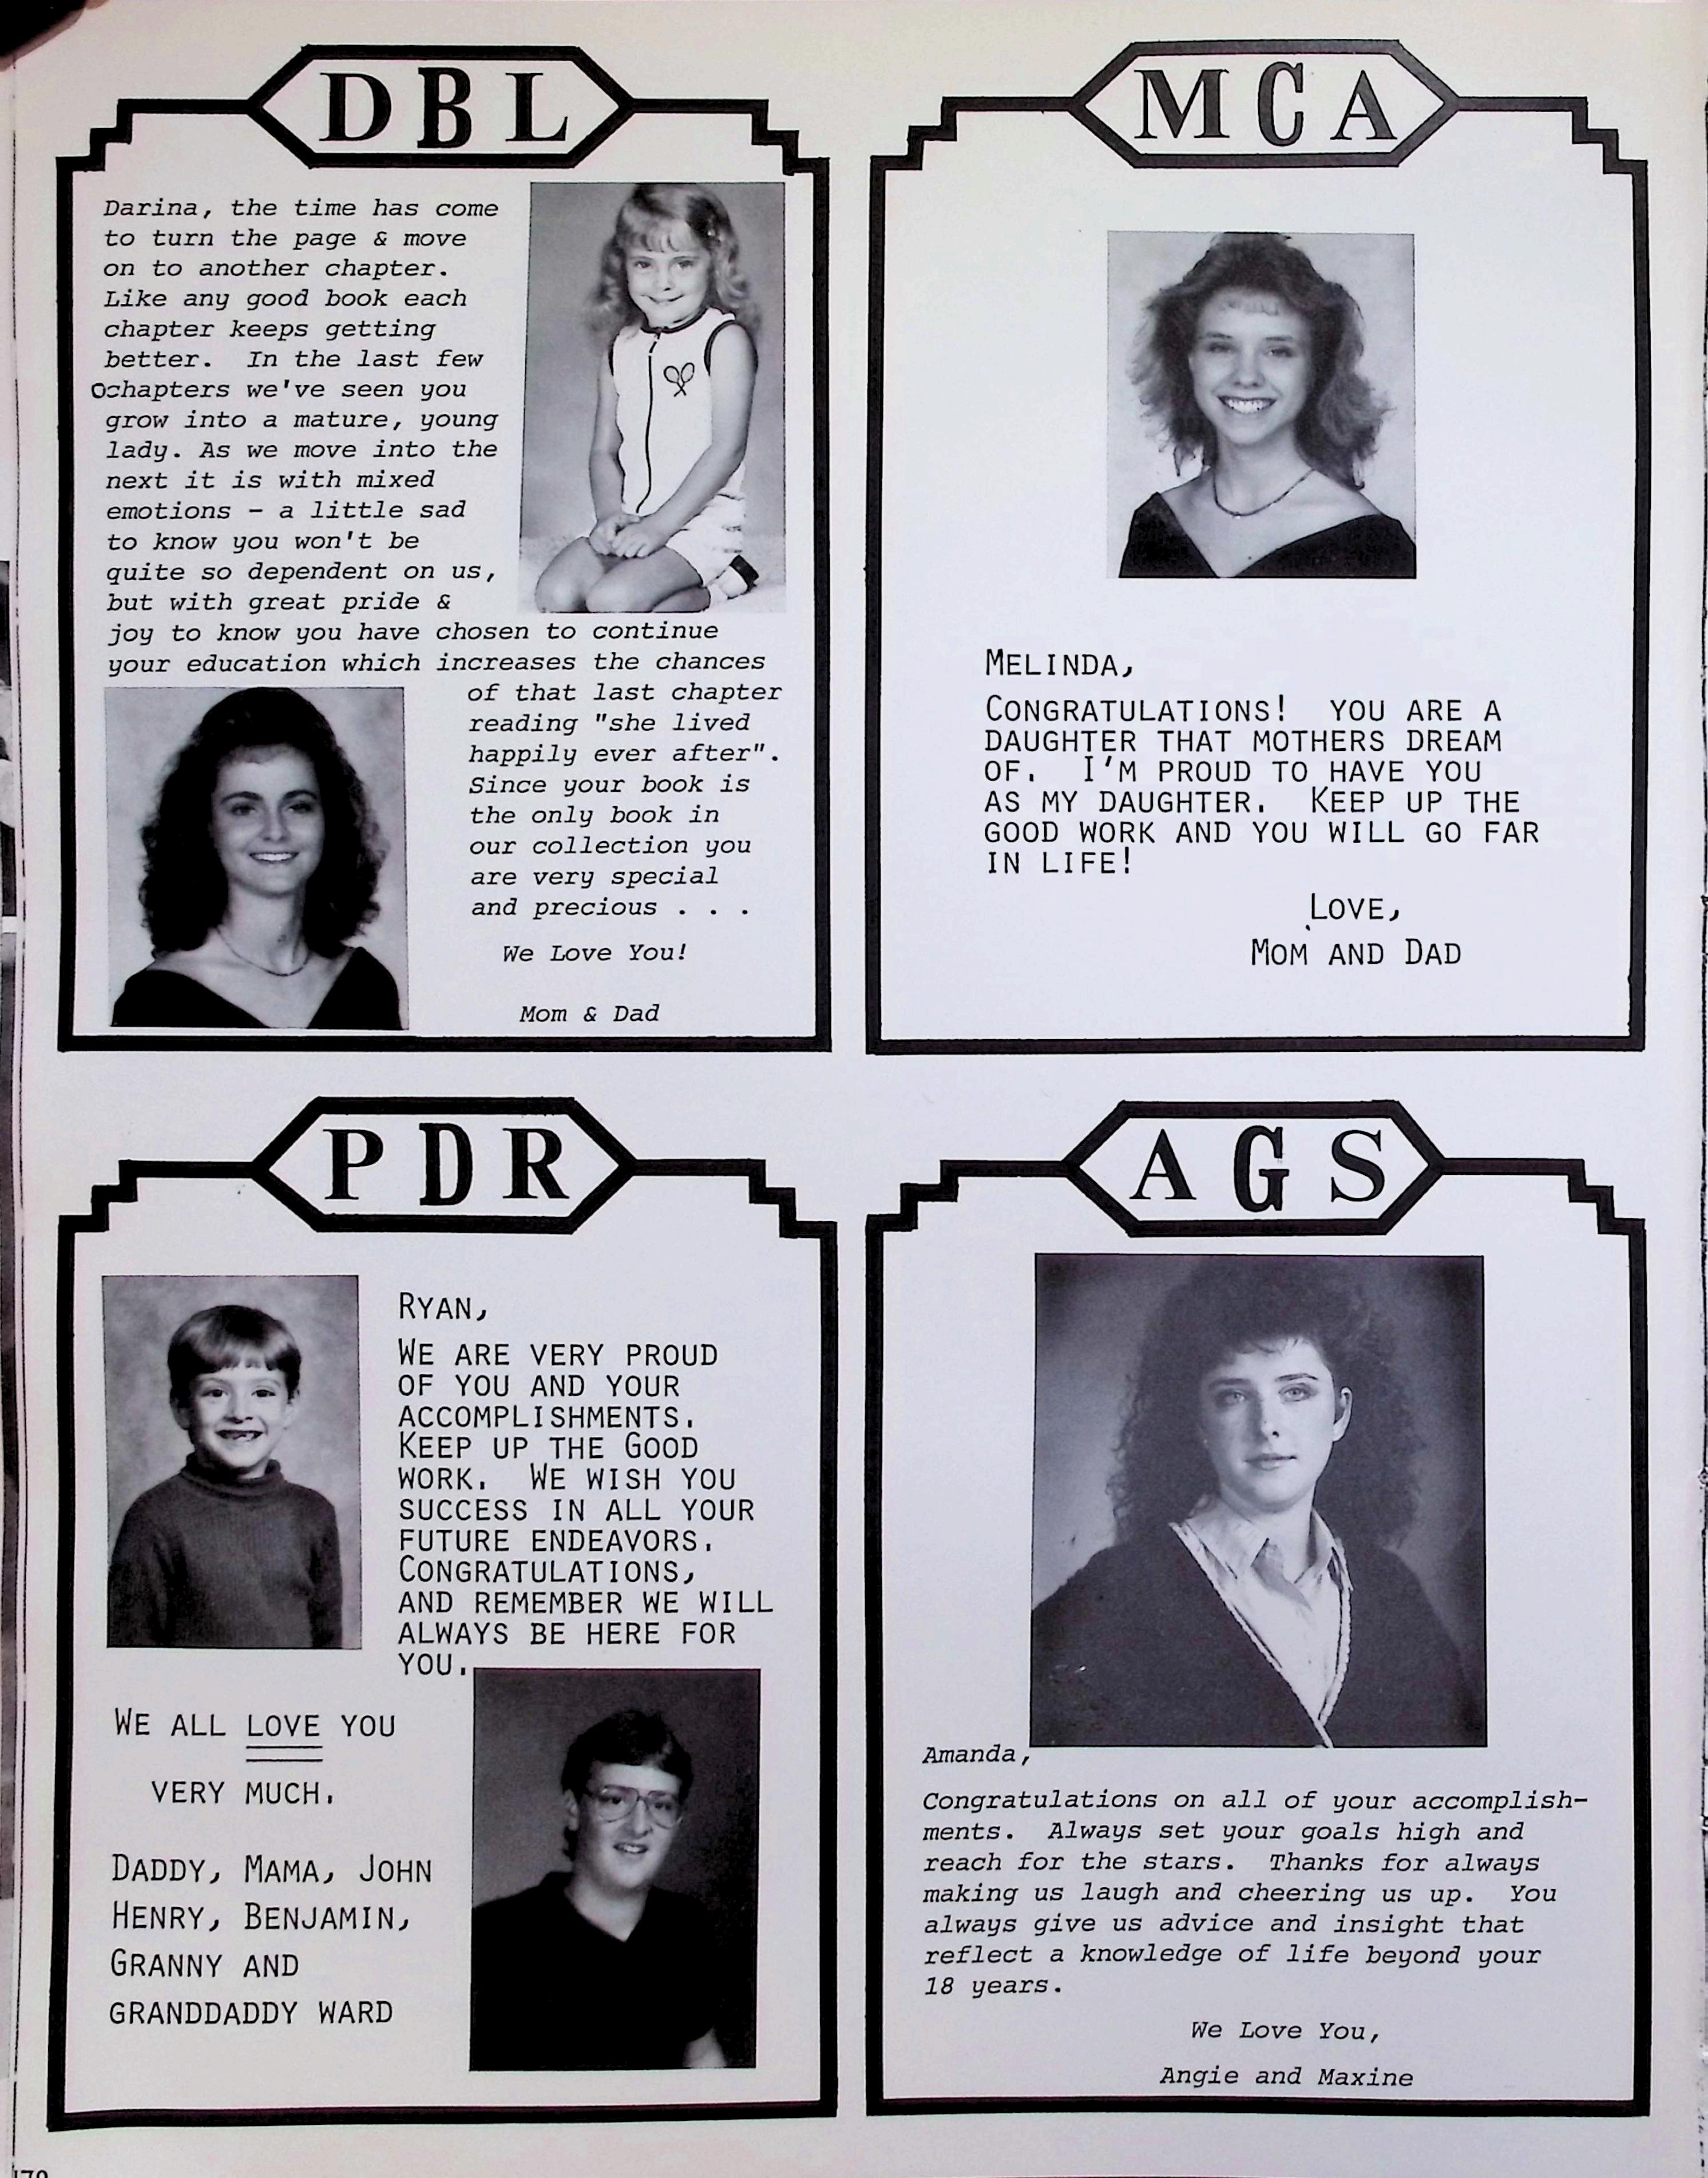 DBL
Darina, the time has come
to turn the page & move
on to another chapter.
Like any good book each
chapter keeps getting
better. In the last few
chapters we've seen you
grow into a mature, young
lady. As we move into the
next it is with mixed
emotions - a little sad
to know you won't be
quite so dependent on us,
but with great pride &
joy to know you have chosen to continue
your education which increases the chances
of that last chapter
reading "she lived
happily ever after".
Since your book is
the only book in
our collection you
are very special
and precious . . .
We Love You!
Mom & Dad
MCA
MELINDA,
CONGRATULATIONS! YOU ARE A
DAUGHTER THAT MOTHERS DREAM
OF. I'M PROUD TO HAVE YOU
AS MY DAUGHTER. KEEP UP THE
GOOD WORK AND YOU WILL GO FAR
IN LIFE!
LOVE,
MOM AND DAD
PDR
RYAN,
WE ARE VERY PROUD
OF YOU AND YOUR
ACCOMPLISHMENTS.
KEEP UP THE GOOD
WORK. WE WISH YOU
SUCCESS IN ALL YOUR
FUTURE ENDEAVORS.
CONGRATULATIONS,
AND REMEMBER WE WILL
ALWAYS BE HERE FOR
YOU.
WE ALL LOVE YOU
VERY MUCH.
DADDY, MAMA, JOHN
HENRY, BENJAMIN,
GRANNY AND
GRANDDADDY WARD
AGS
Amanda,
Congratulations on all of your accomplish-
ments. Always set your goals high and
reach for the stars. Thanks for always
making us laugh and cheering us up. You
always give us advice and insight that
reflect a knowledge of life beyond your
18 years.
We Love You,
Angie and Maxine